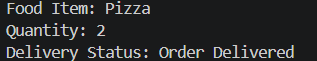 Food Item: Pizza
Quantity: 2
Delivery Status: Order Delivered